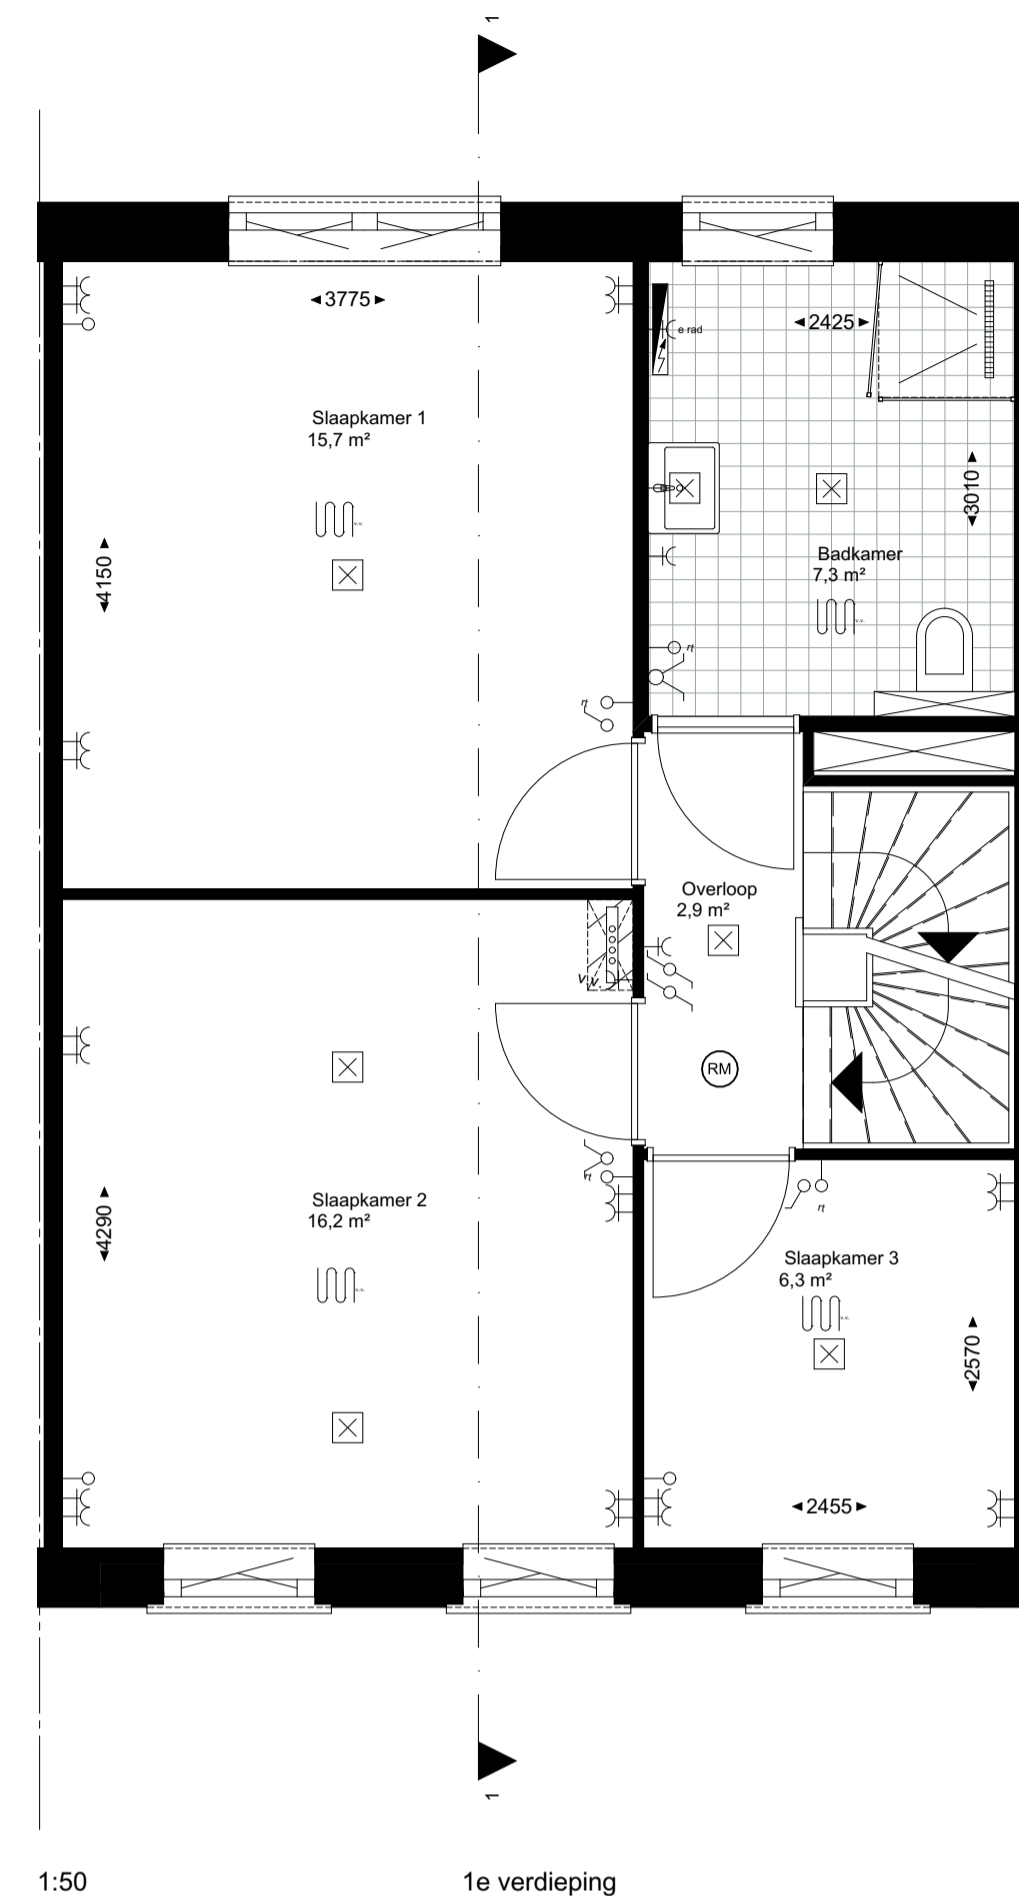 1
3775
2425
e rad
Slaapkamer 1
15,7 m²
v.v.
4150
3010
Badkamer
7,3 m²
v.v.
rt
rt
Overloop
2,9 m²
v.v.
RM
rt
rt
Slaapkamer 2
16,2 m²
v.v.
4290
Slaapkamer 3
6,3 m²
v.v.
2570
2455
1
1:50
1e verdieping